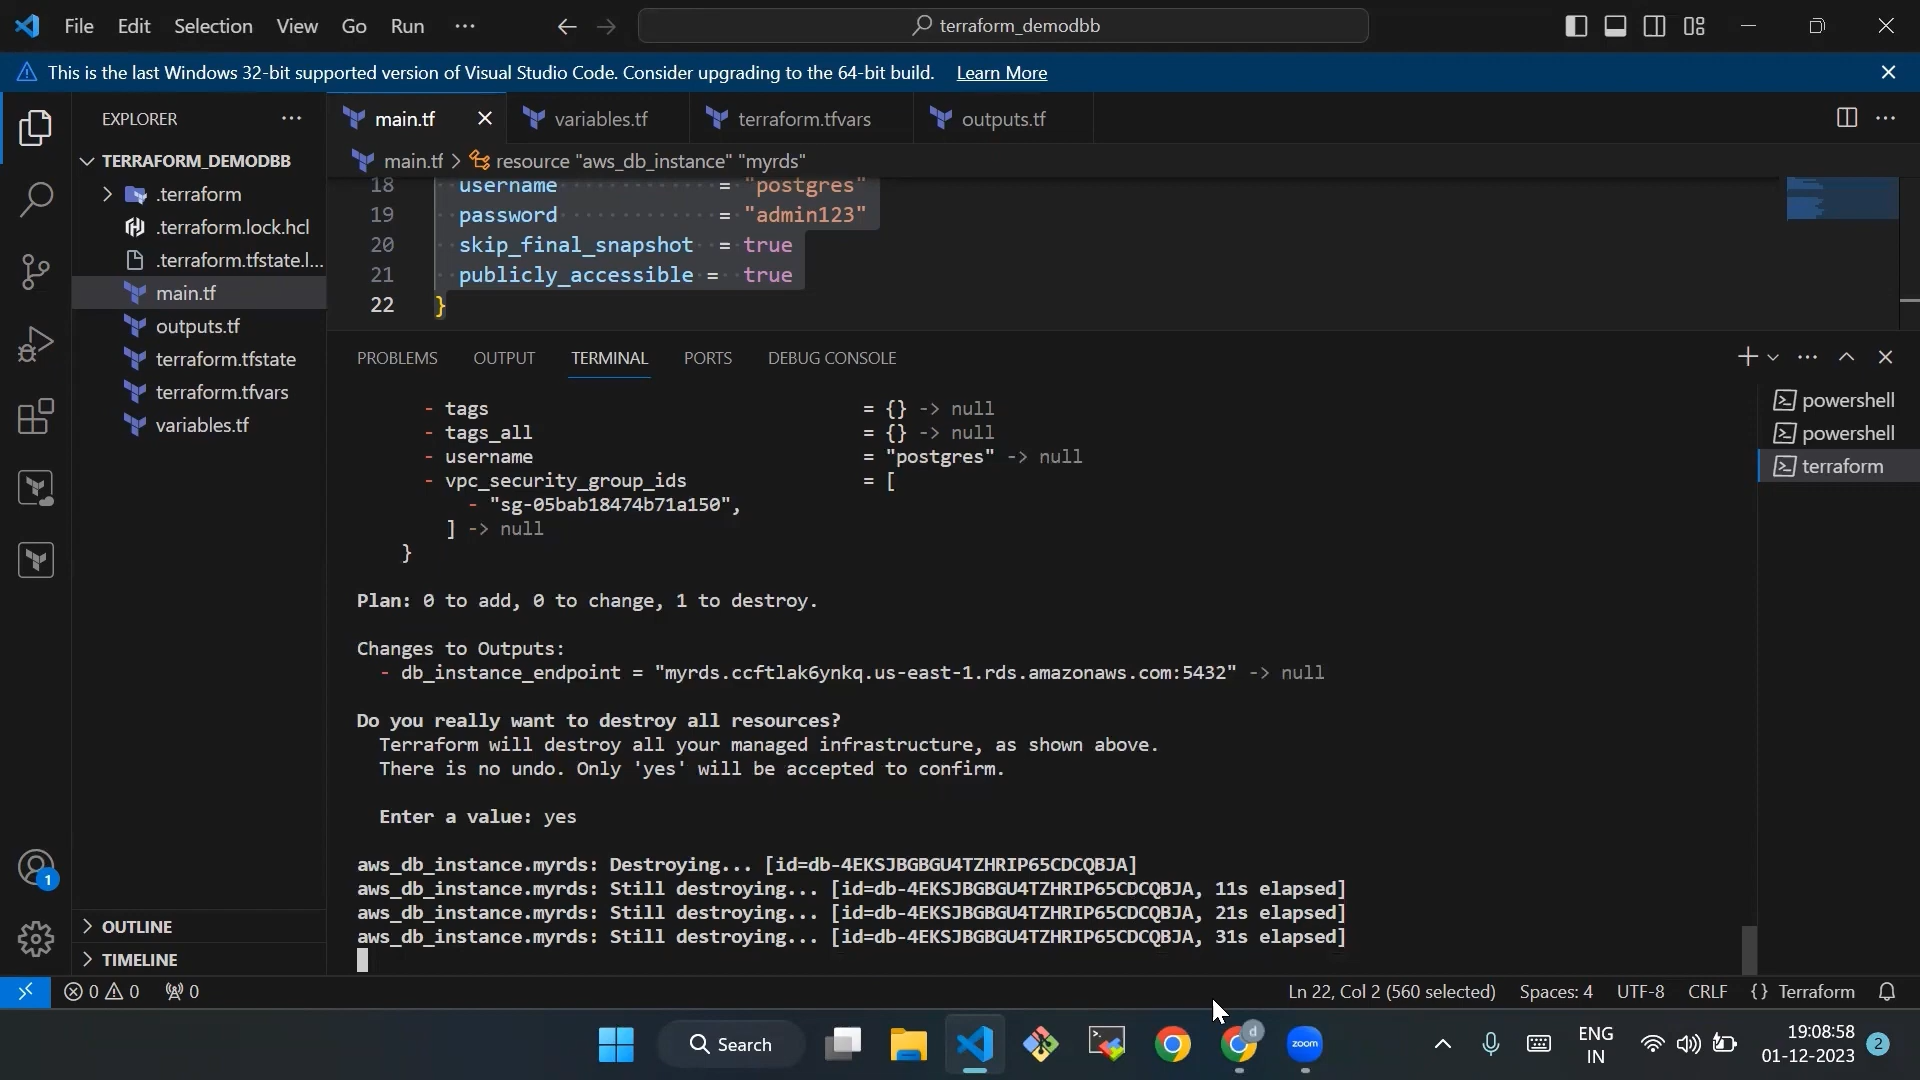 File Edit Selection View Go Run ···
terraform_demodbb
This is the last Windows 32-bit supported version of Visual Studio Code. Consider upgrading to the 64-bit build. Learn More
EXPLORER
TERRAFORM_DEMODBB
.terraform
.terraform.lock.hcl
.terraform.tfstate.l...
main.tf
outputs.tf
terraform.tfstate
terraform.tfvars
variables.tf
OUTLINE
TIMELINE
1
main.tf variables.tf terraform.tfvars outputs.tf
main.tf > resource "aws_db_instance" "myrds"
18 username = "postgres"
19 password = "admin123"
20 skip_final_snapshot = true
21 publicly_accessible = true
22 }
PROBLEMS OUTPUT TERMINAL PORTS DEBUG CONSOLE
powershell
powershell
terraform
- tags = {} -> null
- tags_all = {} -> null
- username = "postgres" -> null
- vpc_security_group_ids = [
- "sg-05bab18474b71a150",
] -> null
}
Plan: 0 to add, 0 to change, 1 to destroy.
Changes to Outputs:
- db_instance_endpoint = "myrds.ccftlak6ynkq.us-east-1.rds.amazonaws.com:5432" -> null
Do you really want to destroy all resources?
Terraform will destroy all your managed infrastructure, as shown above.
There is no undo. Only 'yes' will be accepted to confirm.
Enter a value: yes
aws_db_instance.myrds: Destroying... [id=db-4EKSJBGBGU4TZHRIP65CDCQBJA]
aws_db_instance.myrds: Still destroying... [id=db-4EKSJBGBGU4TZHRIP65CDCQBJA, 11s elapsed]
aws_db_instance.myrds: Still destroying... [id=db-4EKSJBGBGU4TZHRIP65CDCQBJA, 21s elapsed]
aws_db_instance.myrds: Still destroying... [id=db-4EKSJBGBGU4TZHRIP65CDCQBJA, 31s elapsed]
0 0 0 Ln 22, Col 2 (560 selected) Spaces: 4 UTF-8 CRLF {} Terraform
Search
d
zoom
ENG
IN
19:08:58
01-12-2023
2